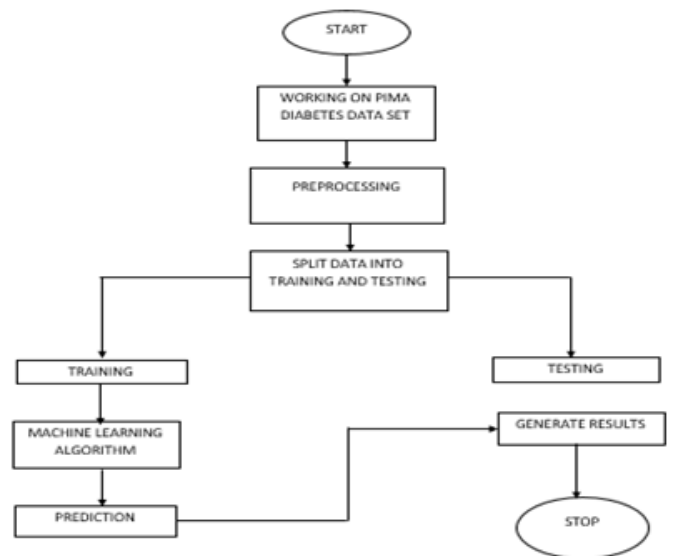 START
WORKING ON PIMA
DIABETES DATA SET
PREPROCESSING
SPLIT DATA INTO
TRAINING AND TESTING
TRAINING
TESTING
MACHINE LEARNING
ALGORITHM
GENERATE RESULTS
PREDICTION
STOP